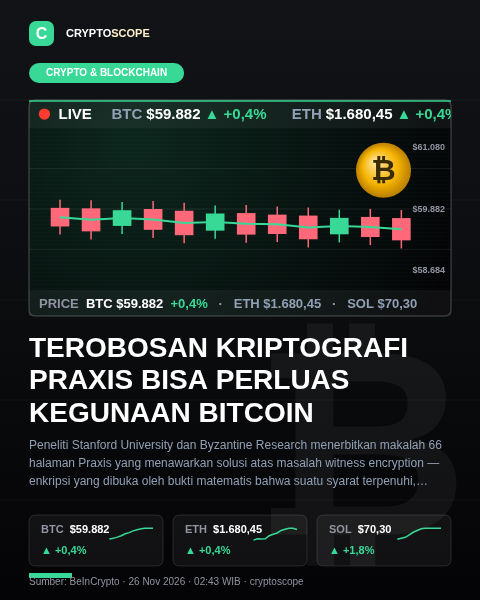 C CRYPTOSCOPE
CRYPTO & BLOCKCHAIN
LIVE BTC $59.882 ▲ +0,4% ETH $1.680,45 ▲ +0,4%
$61.080
$59.882
$58.684
PRICE BTC $59.882 +0,4% · ETH $1.680,45 · SOL $70,30
TEROBOSAN KRIPTOGRAFI
PRAXIS BISA PERLUAS
KEGUNAAN BITCOIN
Peneliti Stanford University dan Byzantine Research menerbitkan makalah 66
halaman Praxis yang menawarkan solusi atas masalah witness encryption —
enkripsi yang dibuka oleh bukti matematis bahwa suatu syarat terpenuhi,…
BTC $59.882 ETH $1.680,45 SOL $70,30
▲ +0,4% ▲ +0,4% ▲ +1,8%
Sumber: BeInCrypto · 26 Nov 2026 · 02:43 WIB · cryptoscope